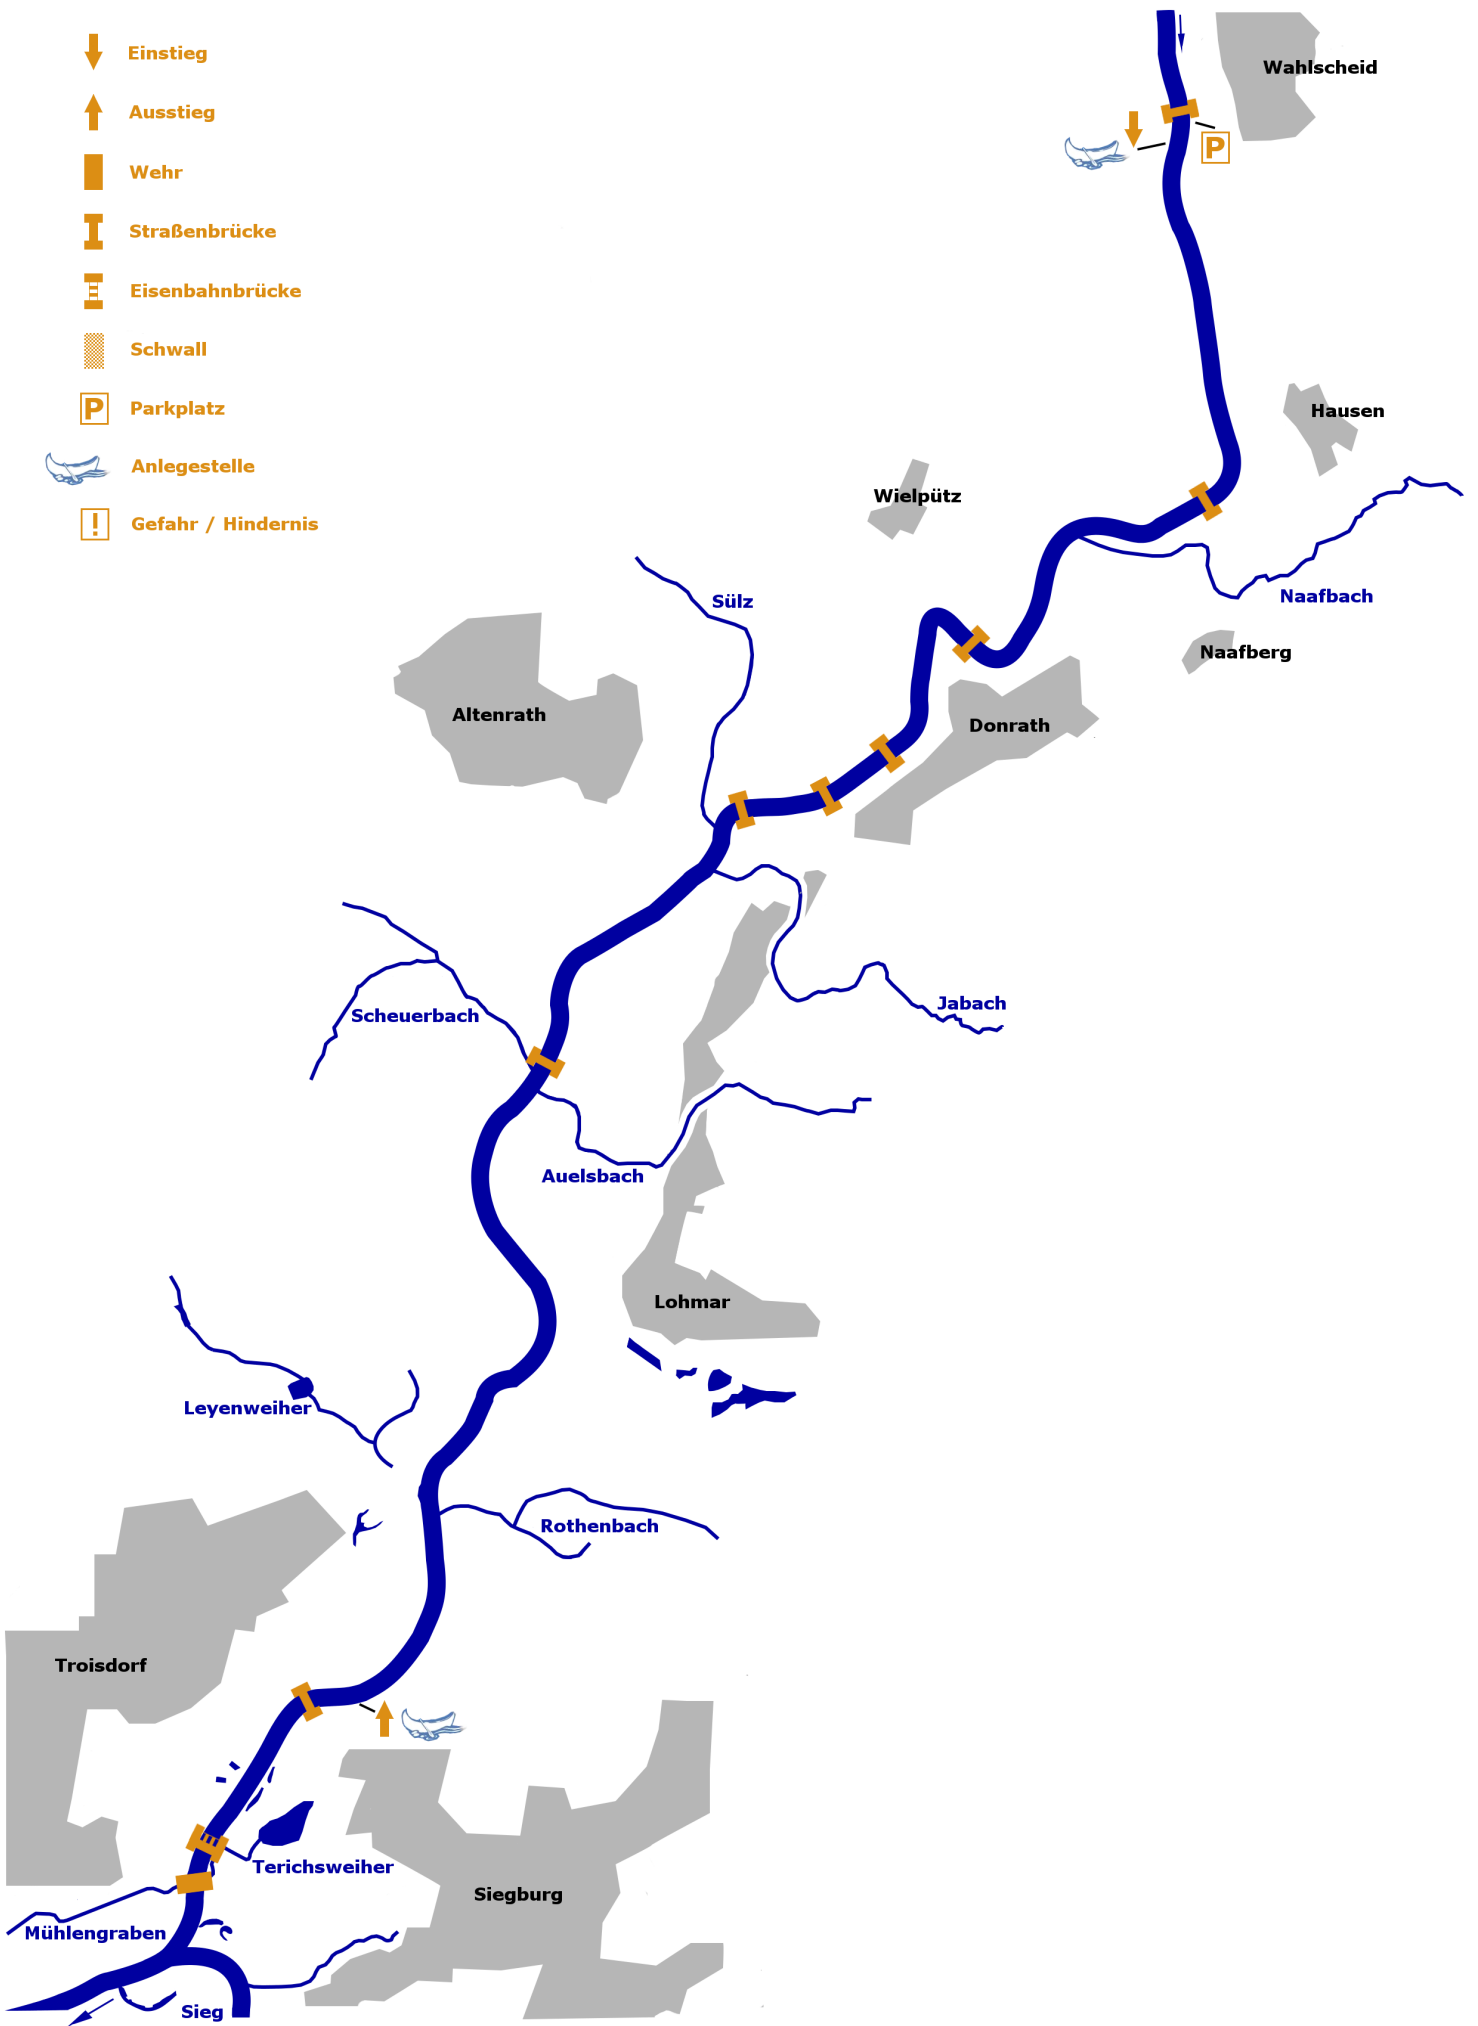 Einstieg
Ausstieg
Wehr
Straßenbrücke
Eisenbahnbrücke
Schwall
P Parkplatz
Anlegestelle
! Gefahr / Hindernis
Wahlscheid
P
Hausen
Wielpütz
Naafbach
Sülz
Naafberg
Altenrath
Donrath
Jabach
Scheuerbach
Auelsbach
Lohmar
Leyenweiher
Rothenbach
Troisdorf
Terichsweiher
Siegburg
Mühlengraben
Sieg